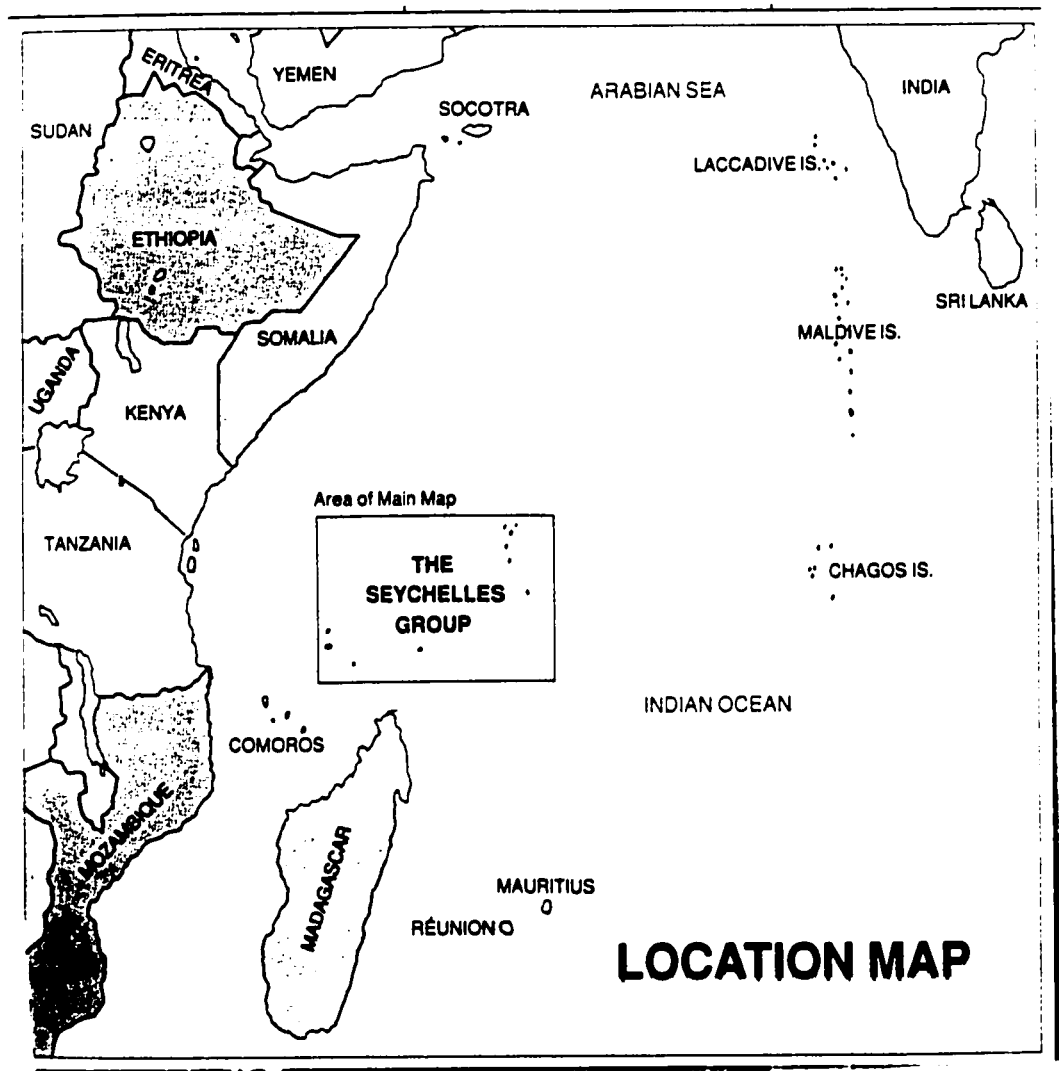 ERITREA
YEMEN
ARABIAN SEA
INDIA
SOCOTRA
SUDAN
LACCADIVE IS.
ETHIOPIA
SRI LANKA
SOMALIA
MALDIVE IS.
UGANDA
KENYA
Area of Main Map
TANZANIA
THE
SEYCHELLES
GROUP
CHAGOS IS.
INDIAN OCEAN
COMOROS
MOZAMBIQUE
MADAGASCAR
MAURITIUS
RÉUNION
LOCATION MAP